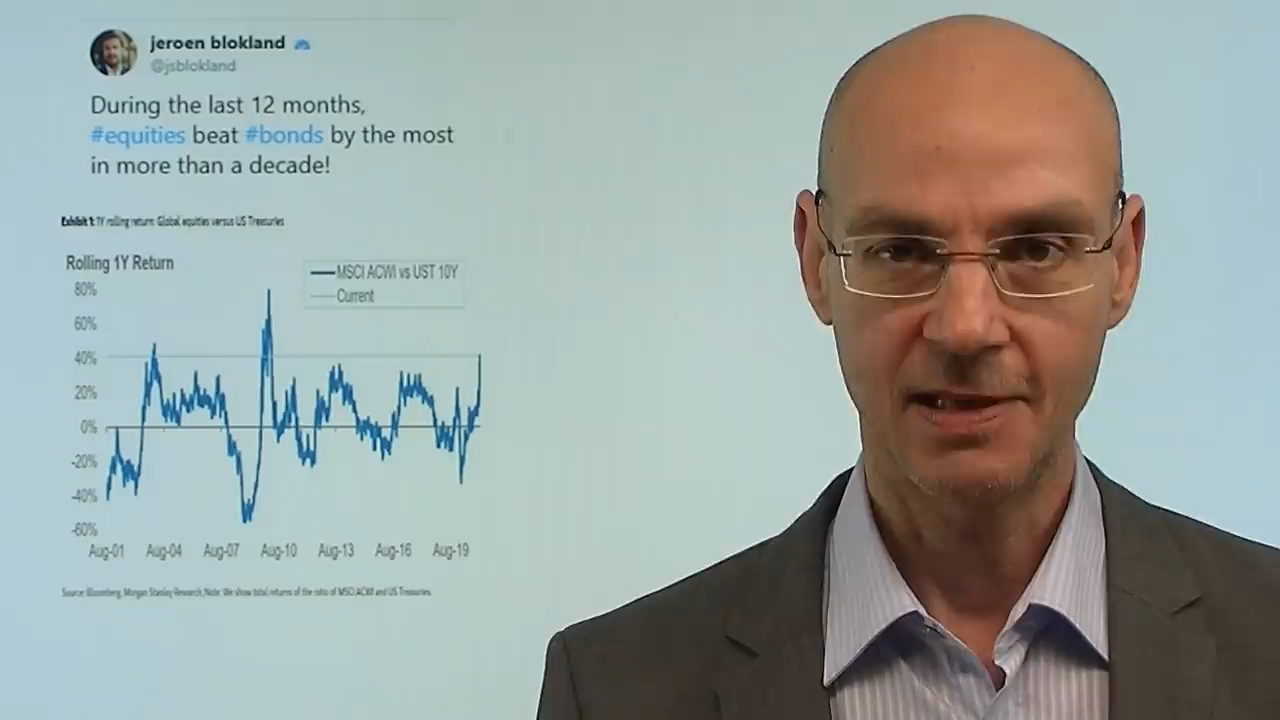 jeroen blokland
@jsblokland
During the last 12 months,
#equities beat #bonds by the most
in more than a decade!
Exhibit 1: 1Y rolling return: Global equities versus US Treasuries
Rolling 1Y Return
MSCI ACWI vs UST 10Y
Current
80%
60%
40%
20%
0%
-20%
-40%
-60%
Aug-01 Aug-04 Aug-07 Aug-10 Aug-13 Aug-16 Aug-19
Source: Bloomberg, Morgan Stanley Research; Note: We show total returns of the ratio of MSCI ACWI and US Treasuries.